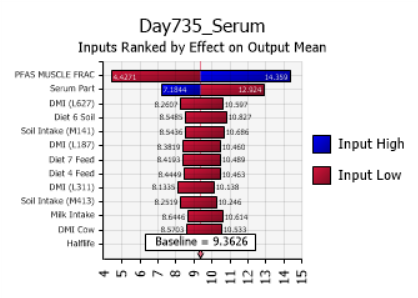 Day735_Serum
Inputs Ranked by Effect on Output Mean
PFAS MUSCLE FRAC 4.4271 14.359
Serum Part 7.1844 12.924
DMI (L627) 8.2607 10.597
Diet 6 Soil 8.5485 10.827
Soil Intake (M141) 8.5436 10.686
DMI (L187) 8.3819 10.460
Diet 7 Feed 8.4193 10.489
Diet 4 Feed 8.4449 10.453
DMI (L311) 8.1335 10.138
Soil Intake (M413) 8.2519 10.246
Milk Intake 8.6446 10.614
DMI Cow 8.5703 10.533
Halflife
Baseline = 9.3626
Input High
Input Low
4 5 6 7 8 9 10 11 12 13 14 15